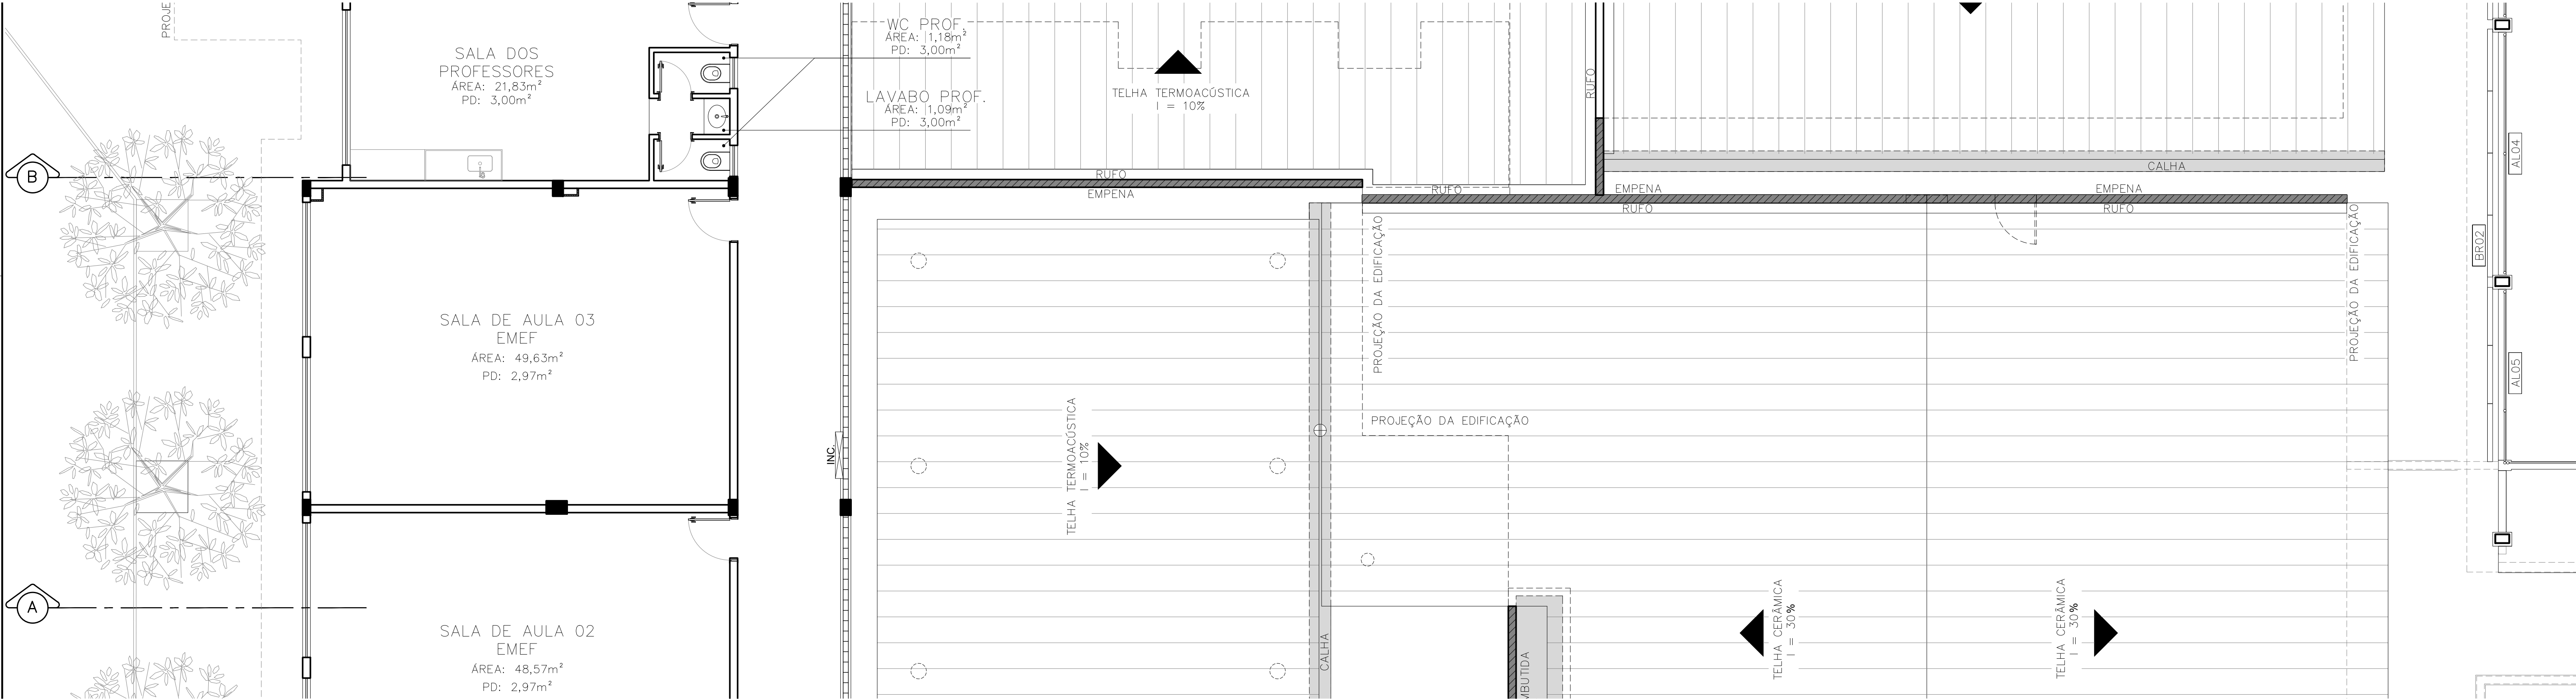 PROJE
SALA DOS
PROFESSORES
ÁREA: 21,83m²
PD: 3,00m²
WC PROF.
ÁREA: 1,18m²
PD: 3,00m²
LAVABO PROF.
ÁREA: 1,09m²
PD: 3,00m²
TELHA TERMOACÚSTICA
I = 10%
RUFO
CALHA
AL04
B
RUFO
EMPENA
RUFO
EMPENA
RUFO
EMPENA
RUFO
PROJEÇÃO DA EDIFICAÇÃO
PROJEÇÃO DA EDIFICAÇÃO
BR02
SALA DE AULA 03
EMEF
ÁREA: 49,63m²
PD: 2,97m²
AL05
PROJEÇÃO DA EDIFICAÇÃO
INC.
TELHA TERMOACÚSTICA
I = 10%
A
SALA DE AULA 02
EMEF
ÁREA: 48,57m²
PD: 2,97m²
CALHA
MBUTIDA
TELHA CERÂMICA
I = 30%
TELHA CERÂMICA
I = 30%